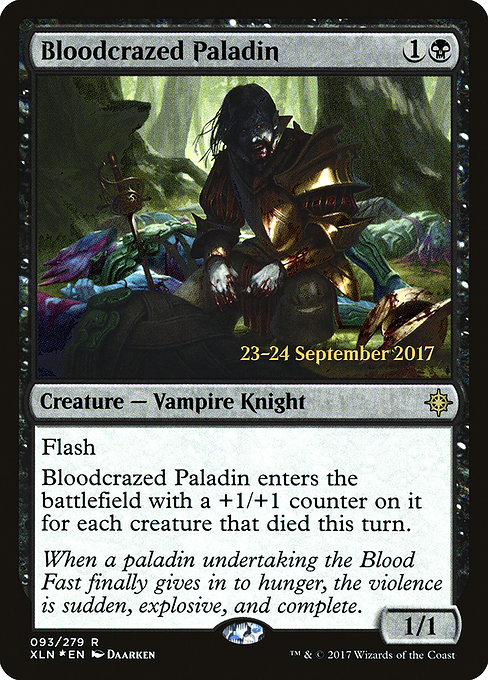 Bloodcrazed Paladin 1
23–24 September 2017
Creature — Vampire Knight
Flash
Bloodcrazed Paladin enters the
battlefield with a +1/+1 counter on it
for each creature that died this turn.
When a paladin undertaking the Blood
Fast finally gives in to hunger, the violence
is sudden, explosive, and complete.
1/1
093/279 R
XLN★EN DAARKEN
™ & © 2017 Wizards of the Coast